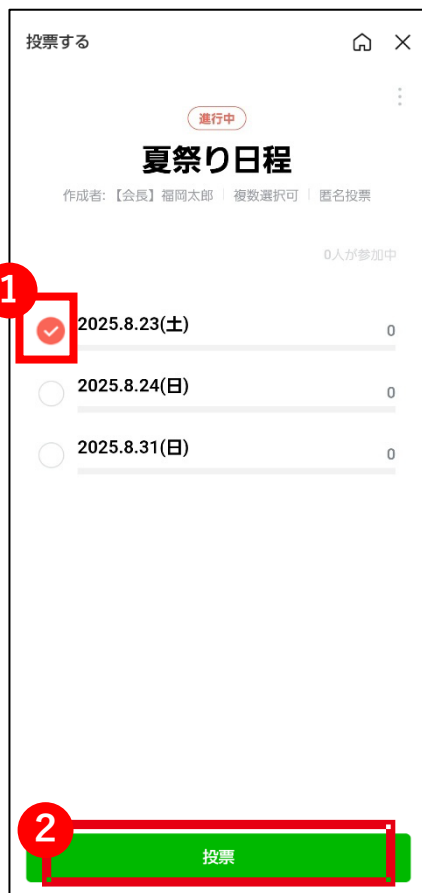 投票する
進行中
夏祭り日程
作成者: 【会長】福岡太郎 | 複数選択可 | 匿名投票
0人が参加中
1
2025.8.23(土) 0
2025.8.24(日) 0
2025.8.31(日) 0
2
投票